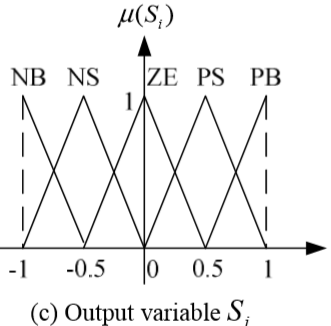 μ(Sᵢ)
NB NS ZE PS PB
1
-1 -0.5 0 0.5 1
(c) Output variable Sᵢ